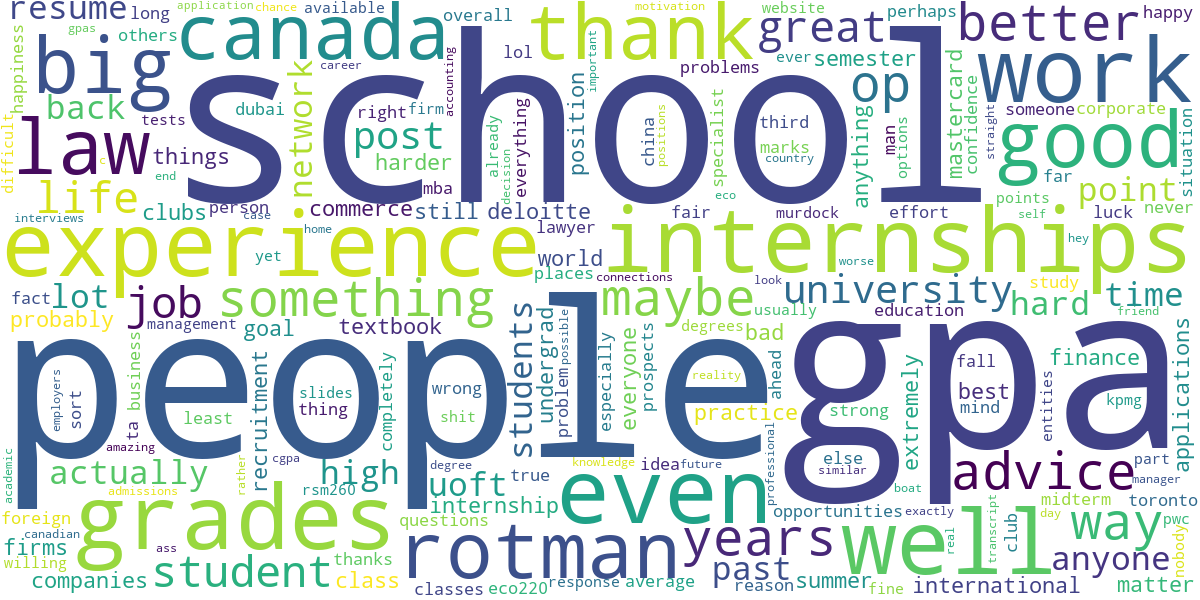 resume
long
application
chance
available
overall
motivation
website
perhaps
better
mastercard
happy
gpas
others
canada
thank
great
happiness
big
school
lol
problems
ever
semester
work
back
dubai
career
accounting
right
firm
network
post
position
important
op
someone
corporate
confidence
tests
law
things
harder
already
everything
china
positions
third
marks
country
specialist
anything
man
options
straight
good
situation
difficult
c
end
mba
decision
eco
far
point
life
clubs
person
case
commerce
still
deloitte
fair
murdock
effort
points
self
luck
never
interviews
home
lawyer
experience
yet
world
internships
places
connections
look
worse
hey
fact
lot
job
something
maybe
university
usually
education
study
hard
time
friend
probably
management
goal
textbook
students
undergrad
problem
possible
especially
everyone
prospects
degrees
bad
ahead
people
gpa
employers
sort
business
recruitment
slides
thing
completely
wrong
shit
reality
practice
strong
fall
best
mind
finance
kpmg
entities
applications
least
ta
amazing
rather
cgpa
high
degree
true
knowledge
idea
future
professional
else
similar
extremely
advice
part
manager
academic
actually
admissions
rsm260
uoft
internship
even
opportunities
boat
well
midterm
toronto
foreign
canadian
grades
questions
years
exactly
real
transcript
club
day
way
pwc
nobody
firms
willing
ass
student
thanks
class
rotman
past
anyone
companies
classes
eco220
response
average
reason
summer
fine
international
matter